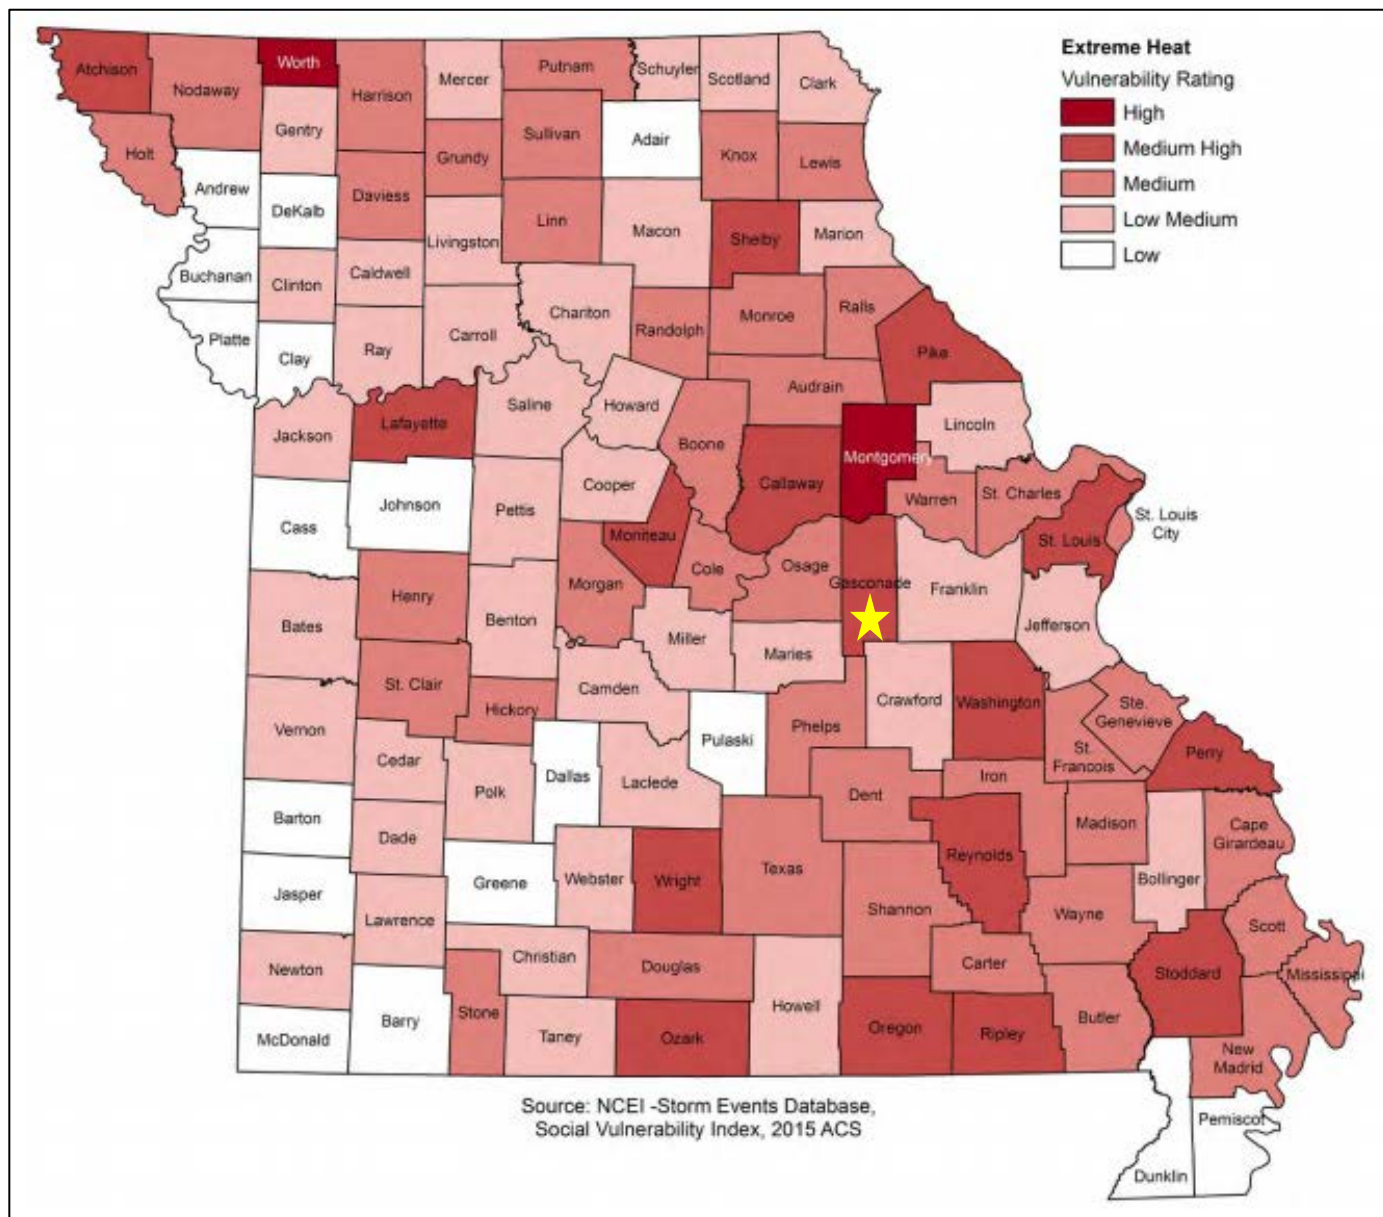 Extreme Heat
Vulnerability Rating
High
Medium High
Medium
Low Medium
Low
Atchison
Nodaway
Worth
Harrison
Mercer
Putnam
Schuyler
Scotland
Clark
Gentry
Sullivan
Adair
Knox
Lewis
Holt
Grundy
Andrew
DeKalb
Daviess
Linn
Macon
Shelby
Marion
Livingston
Buchanan
Clinton
Caldwell
Chariton
Randolph
Monroe
Ralls
Platte
Clay
Ray
Carroll
Pike
Audrain
Saline
Howard
Lafayette
Jackson
Boone
Lincoln
Montgomery
Cooper
Callaway
Warren
St. Charles
Johnson
Pettis
Cass
Moniteau
St. Louis
St. Louis
City
Cole
Osage
Gasconade
Franklin
Morgan
Henry
Benton
Bates
Miller
Maries
Jefferson
St. Clair
Camden
Hickory
Crawford
Washington
Ste.
Genevieve
Vernon
Phelps
Pulaski
St.
Francois
Perry
Cedar
Polk
Dallas
Laclede
Dent
Iron
Barton
Dade
Madison
Cape
Girardeau
Jasper
Greene
Webster
Wright
Texas
Reynolds
Bollinger
Lawrence
Shannon
Wayne
Scott
Newton
Christian
Douglas
Carter
Stoddard
Mississippi
McDonald
Barry
Stone
Taney
Ozark
Howell
Oregon
Ripley
Butler
New
Madrid
Pemiscot
Dunklin
Source: NCEI -Storm Events Database,
Social Vulnerability Index, 2015 ACS